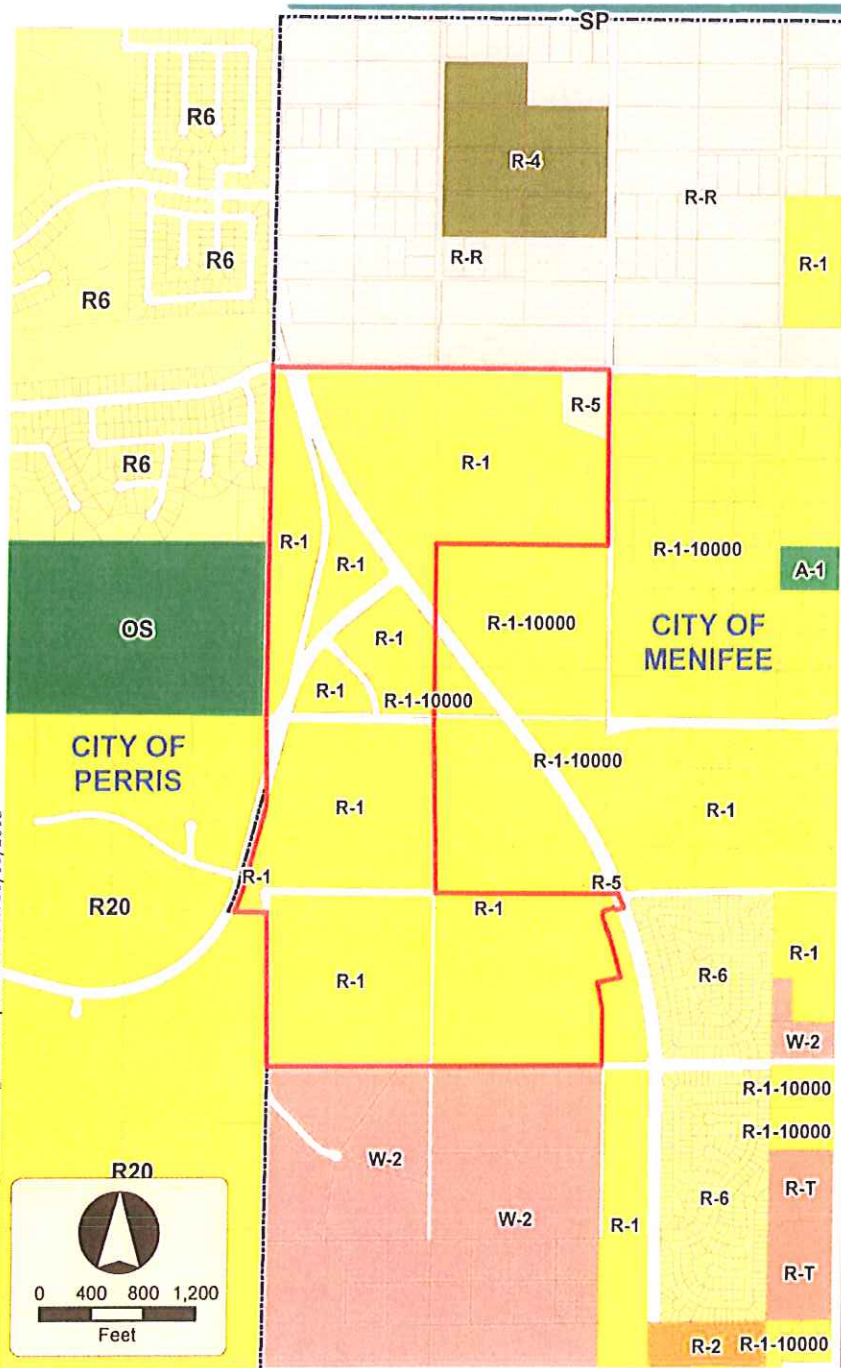 SP
R6
R-4
R-R
R-R
R-1
R6
R6
R-5
R-1
R6
R-1
R-1
R-1-10000
A-1
OS
R-1
R-1-10000
CITY OF
MENIFEE
R-1
R-1-10000
CITY OF
PERRIS
R-1-10000
R-1
R-1
R-1
R-5
R20
R-1
R-1
R-6
R-1
W-2
R-1-10000
R-1-10000
R20
W-2
W-2
R-1
R-6
R-T
R-T
0 400 800 1,200
Feet
R-2
R-1-10000